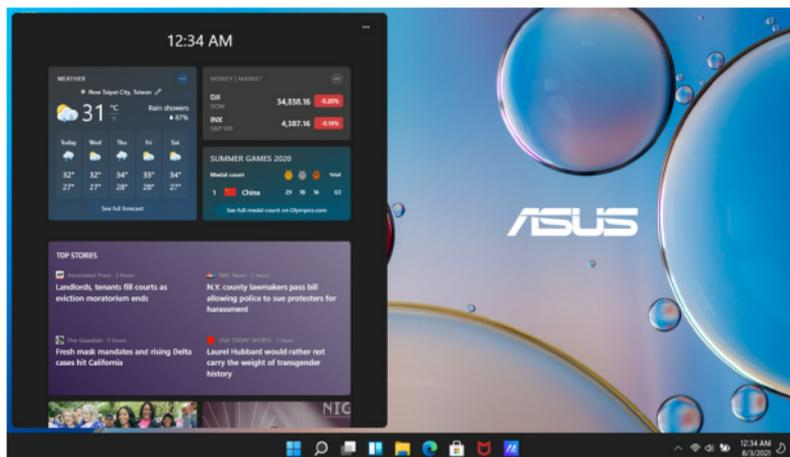 12:34 AM
WEATHER
New Taipei City, Taiwan
31 °C
Rain showers
87%
Today Wed Thu Fri Sat
32° 32° 34° 33° 34°
27° 27° 28° 28° 27°
See full forecast
MONEY | MARKET
DJI 34,838.16 -0.28%
DOW
INX 4,387.16 -0.18%
S&P 500
SUMMER GAMES 2020
Medal count Total
1 China 29 18 16 63
See full medal count on Olympics.com
TOP STORIES
Associated Press · 2 hours
Landlords, tenants fill courts as
eviction moratorium ends
NBC News · 2 hours
N.Y. county lawmakers pass bill
allowing police to sue protesters for
harassment
The Guardian · 2 hours
Fresh mask mandates and rising Delta
cases hit California
USA TODAY SPORTS · 1 hour
Laurel Hubbard would rather not
carry the weight of transgender
history
NIG
ASUS
12:34 AM
8/3/2021